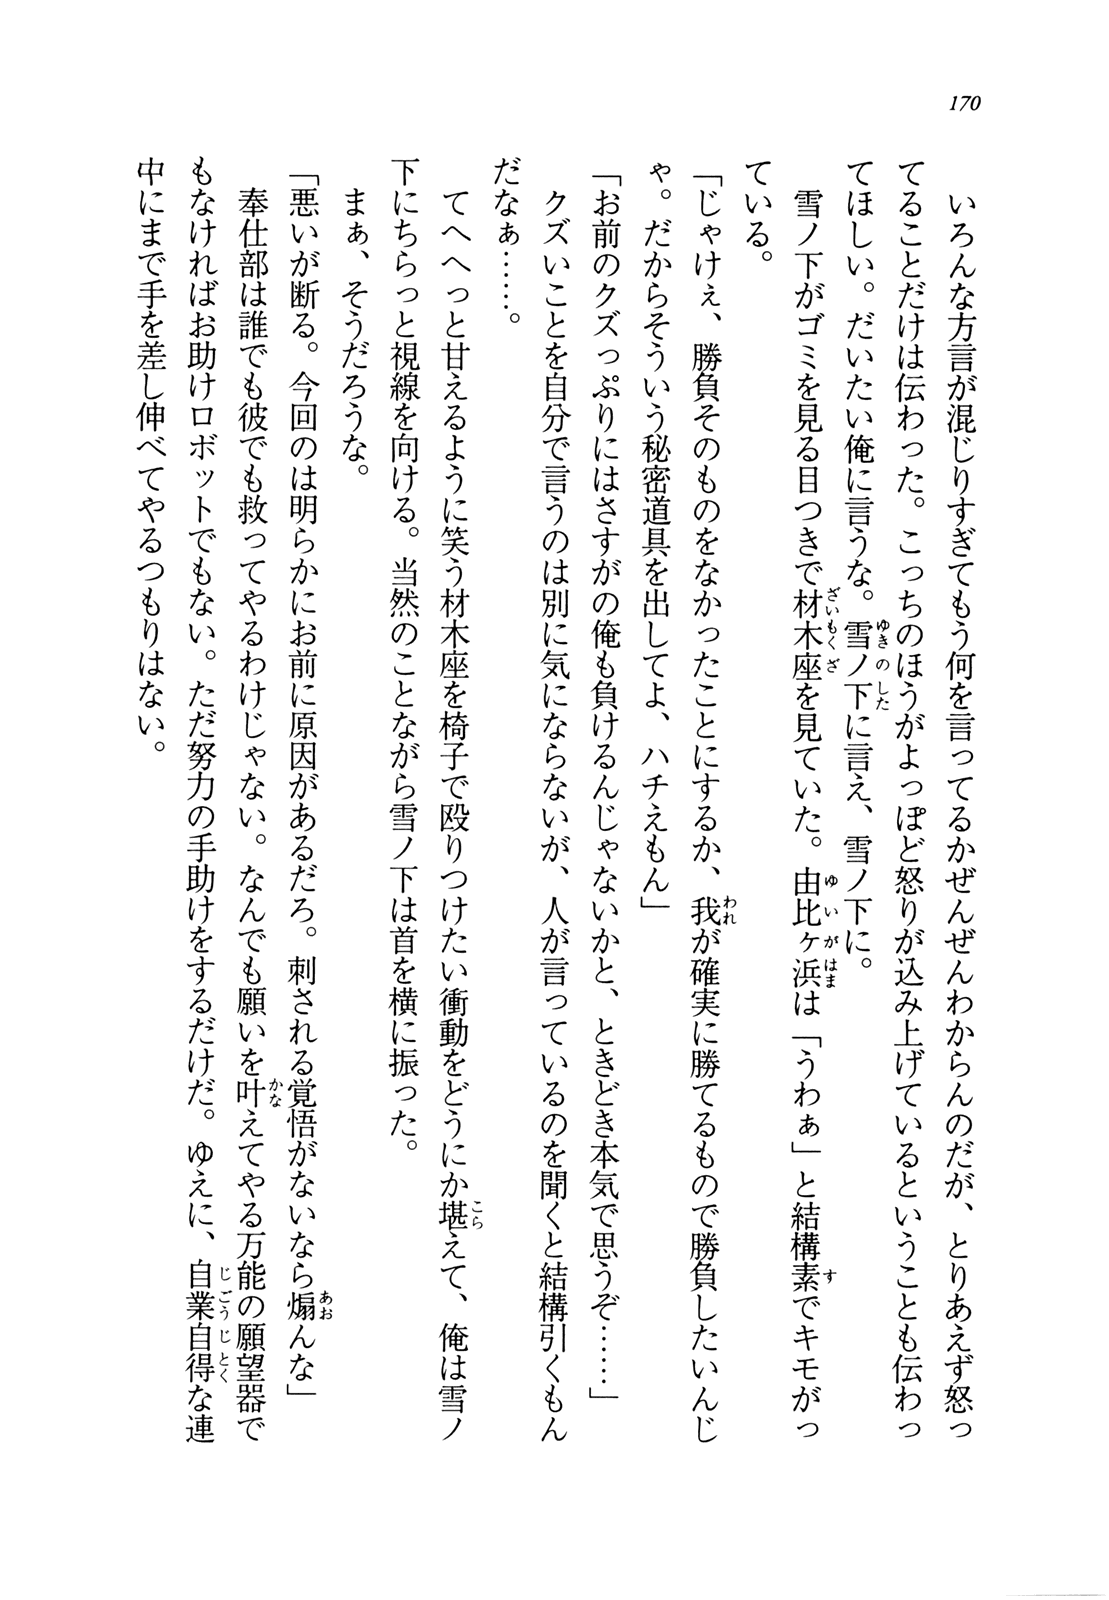 170
いろんな方言が混じりすぎてもう何を言ってるかぜんぜんわからんのだが、とりあえず怒っ
てることだけは伝わった。こっちのほうがよっぽど怒りが込み上げているということも伝わっ
てほしい。だいたい俺に言うな。雪ノ下に言え、雪ノ下に。
雪ノ下がゴミを見る目つきで材木座を見ていた。由比ヶ浜は「うわぁ」と結構素でキモがっ
ている。
「じゃけぇ、勝負そのものをなかったことにするか、我が確実に勝てるもので勝負したいんじ
ゃ。だからそういう秘密道具を出してよ、ハチえもん」
「お前のクズっぷりにはさすがの俺も負けるんじゃないかと、ときどき本気で思うぞ……」
クズいことを自分で言うのは別に気にならないが、人が言っているのを聞くと結構引くもん
だなぁ……。
てへへっと甘えるように笑う材木座を椅子で殴りつけたい衝動をどうにか堪えて、俺は雪ノ
下にちらっと視線を向ける。当然のことながら雪ノ下は首を横に振った。
まぁ、そうだろうな。
「悪いが断る。今回のは明らかにお前に原因があるだろ。刺される覚悟がないなら煽んな」
奉仕部は誰でも彼でも救ってやるわけじゃない。なんでも願いを叶えてやる万能の願望器で
もなければお助けロボットでもない。ただ努力の手助けをするだけだ。ゆえに、自業自得な連
中にまで手を差し伸べてやるつもりはない。